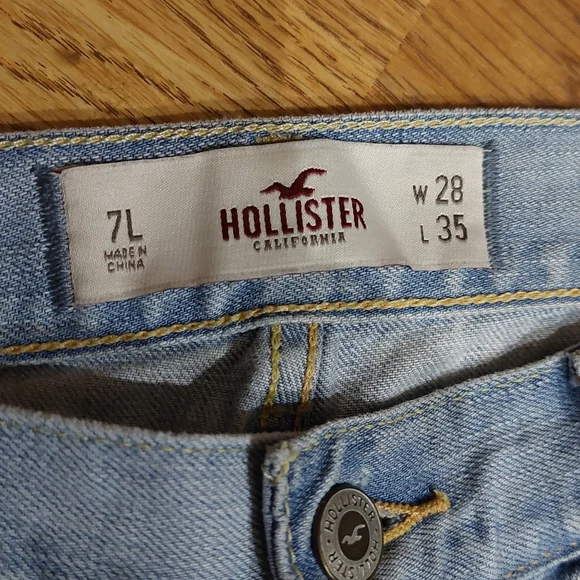 7L
MADE IN
CHINA
HOLLISTER
CALIFORNIA
W 28
L 35
HOLLISTER